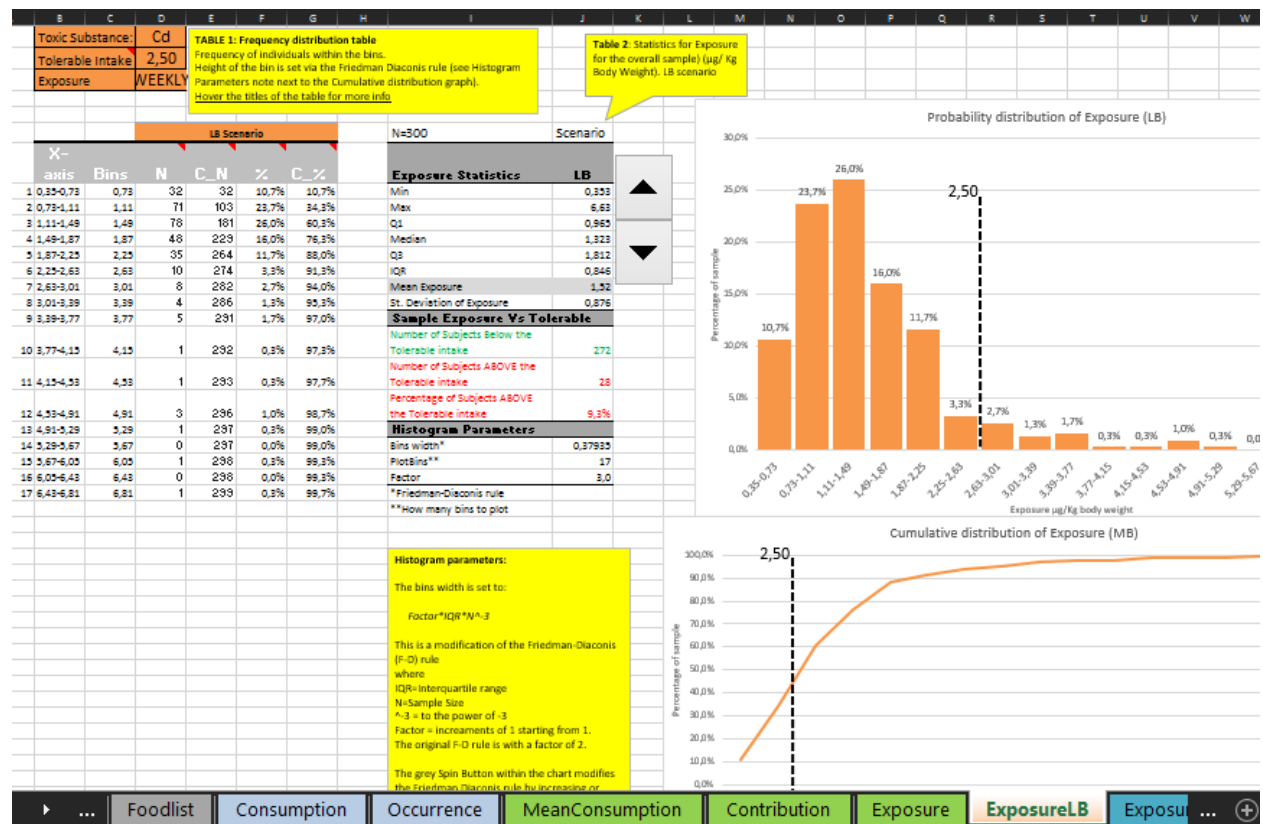 B C D E F G H I J K L M N O P Q R S T U V W
Toxic Substance: Cd
Tolerable Intake 2,50
Exposure WEEKLY
TABLE 1: Frequency distribution table
Frequency of individuals within the bins.
Height of the bin is set via the Friedman Diaconis rule (see Histogram
Parameters note next to the Cumulative distribution graph).
Hover the titles of the table for more info
Table 2: Statistics for Exposure
for the overall sample) (µg/ Kg
Body Weight). LB scenario
LB Scenario
X-
axis Bins N C_N % C_%
1 0,35-0,73 0,73 32 32 10,7% 10,7%
2 0,73-1,11 1,11 71 103 23,7% 34,3%
3 1,11-1,49 1,49 78 181 26,0% 60,3%
4 1,49-1,87 1,87 48 229 16,0% 76,3%
5 1,87-2,25 2,25 35 264 11,7% 88,0%
6 2,25-2,63 2,63 10 274 3,3% 91,3%
7 2,63-3,01 3,01 8 282 2,7% 94,0%
8 3,01-3,39 3,39 4 286 1,3% 95,3%
9 3,39-3,77 3,77 5 291 1,7% 97,0%
10 3,77-4,15 4,15 1 292 0,3% 97,3%
11 4,15-4,53 4,53 1 293 0,3% 97,7%
12 4,53-4,91 4,91 3 296 1,0% 98,7%
13 4,91-5,29 5,29 1 297 0,3% 99,0%
14 5,29-5,67 5,67 0 297 0,0% 99,0%
15 5,67-6,05 6,05 1 298 0,3% 99,3%
16 6,05-6,43 6,43 0 298 0,0% 99,3%
17 6,43-6,81 6,81 1 299 0,3% 99,7%
N=300 Scenario
Exposure Statistics LB
Min 0,353
Max 6,63
Q1 0,965
Median 1,323
Q3 1,812
IQR 0,846
Mean Exposure 1,52
St. Deviation of Exposure 0,876
Sample Exposure Vs Tolerable
Number of Subjects Below the
Tolerable intake 272
Number of Subjects ABOVE the
Tolerable intake 28
Percentage of Subjects ABOVE
the Tolerable intake 9,3%
Histogram Parameters
Bins width* 0,37935
PlotBins** 17
Factor 3,0
*Friedman-Diaconis rule
**How many bins to plot
Histogram parameters:
The bins width is set to:
Factor*IQR*N^-3
This is a modification of the Friedman-Diaconis
(F-D) rule
where
IQR=Interquartile range
N=Sample Size
^-3 = to the power of -3
Factor = increaments of 1 starting from 1.
The original F-D rule is with a factor of 2.
The grey Spin Button within the chart modifies
the Friedman Diaconis rule by increasing or
Probability distribution of Exposure (LB)
Percentage of sample
30,0%
25,0%
20,0%
15,0%
10,0%
5,0%
0,0%
2,50
10,7% 23,7% 26,0% 16,0% 11,7% 3,3% 2,7% 1,3% 1,7% 0,3% 0,3% 1,0% 0,3% 0,0
0,35-0,73 0,73-1,11 1,11-1,49 1,49-1,87 1,87-2,25 2,25-2,63 2,63-3,01 3,01-3,39 3,39-3,77 3,77-4,15 4,15-4,53 4,53-4,91 4,91-5,29 5,29-5,67
Exposure µg/Kg body weight
Cumulative distribution of Exposure (MB)
Percentage of sample
100,0%
90,0%
80,0%
70,0%
60,0%
50,0%
40,0%
30,0%
20,0%
10,0%
0,0%
2,50
... Foodlist Consumption Occurrence MeanConsumption Contribution Exposure ExposureLB Exposu ...